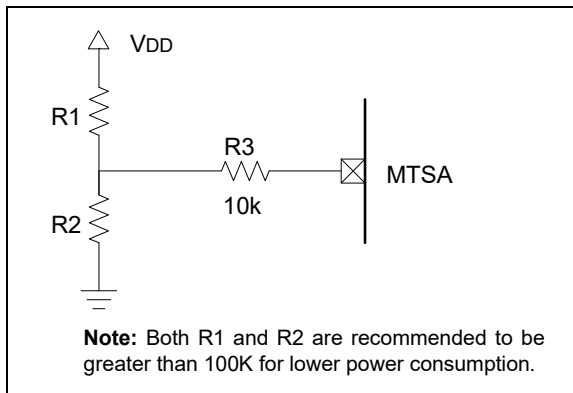 VDD
R1
R3
MTSA
10k
R2
Note: Both R1 and R2 are recommended to be
greater than 100K for lower power consumption.